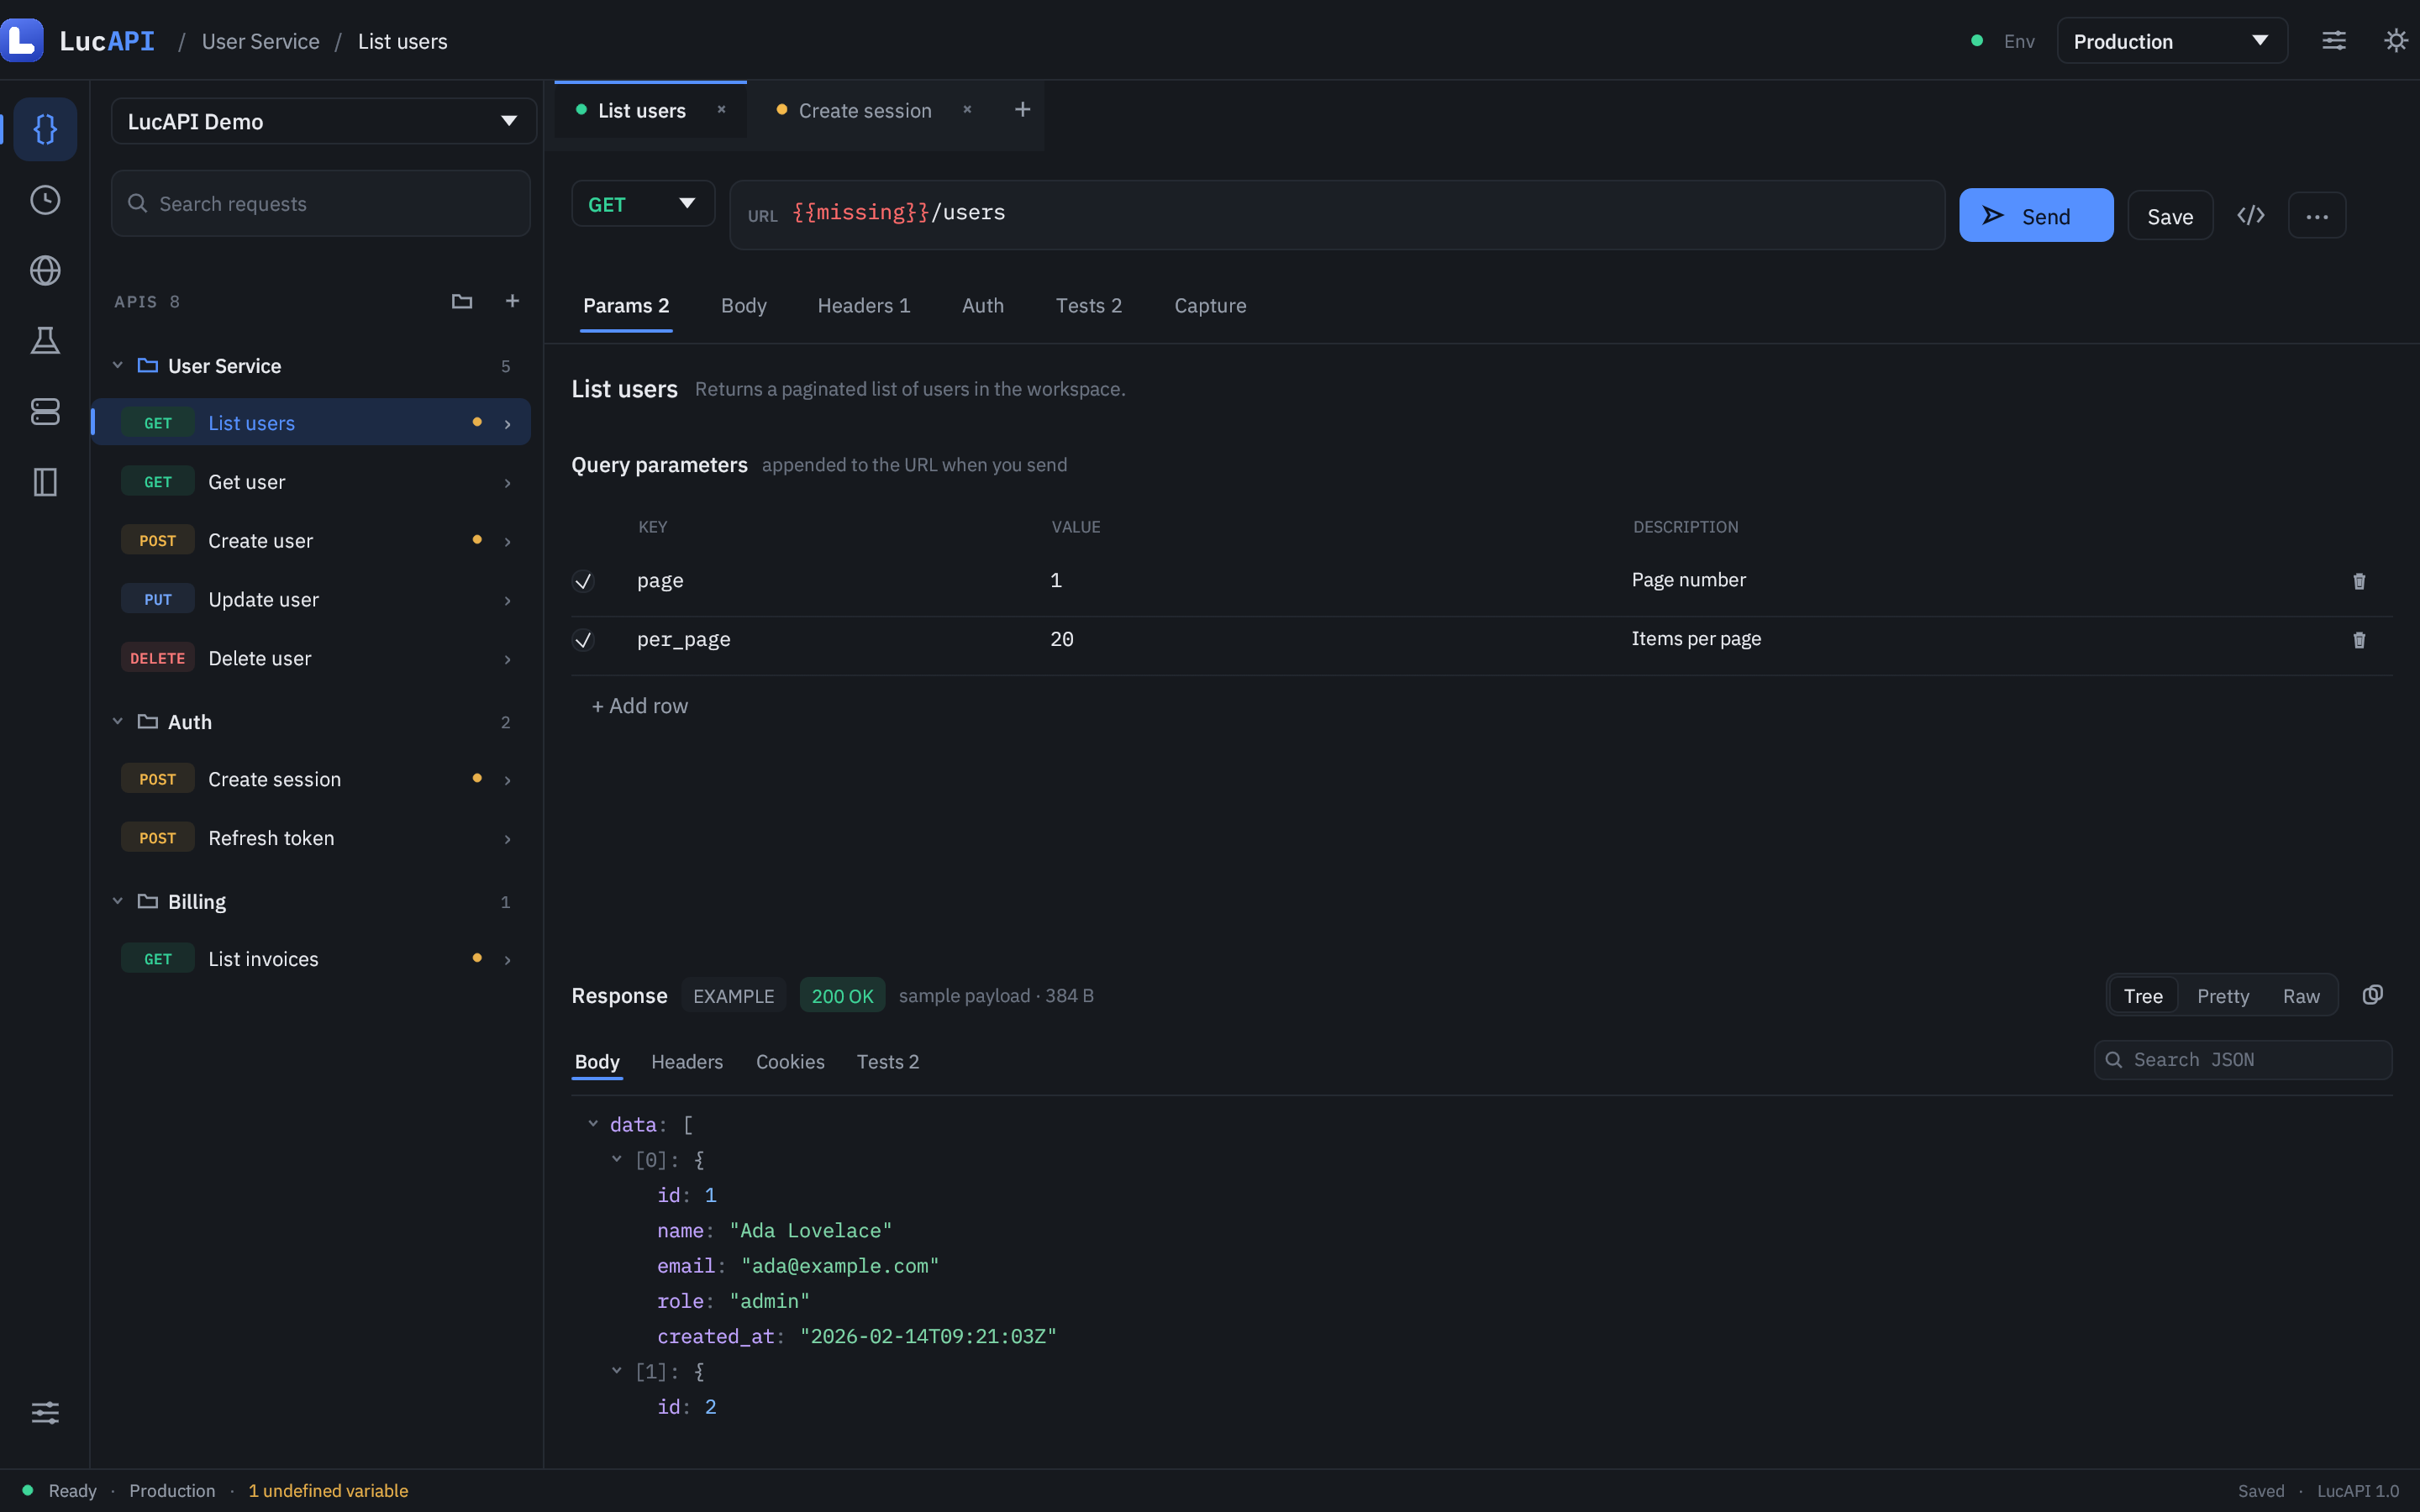 LucAPI / User Service / List users
Env Production
LucAPI Demo
Search requests
APIS 8
User Service 5
GET List users
GET Get user
POST Create user
PUT Update user
DELETE Delete user
Auth 2
POST Create session
POST Refresh token
Billing 1
GET List invoices
List users × Create session × +
GET URL {{missing}}/users Send Save </> ...
Params 2 Body Headers 1 Auth Tests 2 Capture
List users Returns a paginated list of users in the workspace.
Query parameters appended to the URL when you send
KEY VALUE DESCRIPTION
page 1 Page number
per_page 20 Items per page
+ Add row
Response EXAMPLE 200 OK sample payload · 384 B Tree Pretty Raw
Body Headers Cookies Tests 2 Search JSON
data: [
[0]: {
id: 1
name: "Ada Lovelace"
email: "ada@example.com"
role: "admin"
created_at: "2026-02-14T09:21:03Z"
[1]: {
id: 2
Ready · Production · 1 undefined variable Saved · LucAPI 1.0